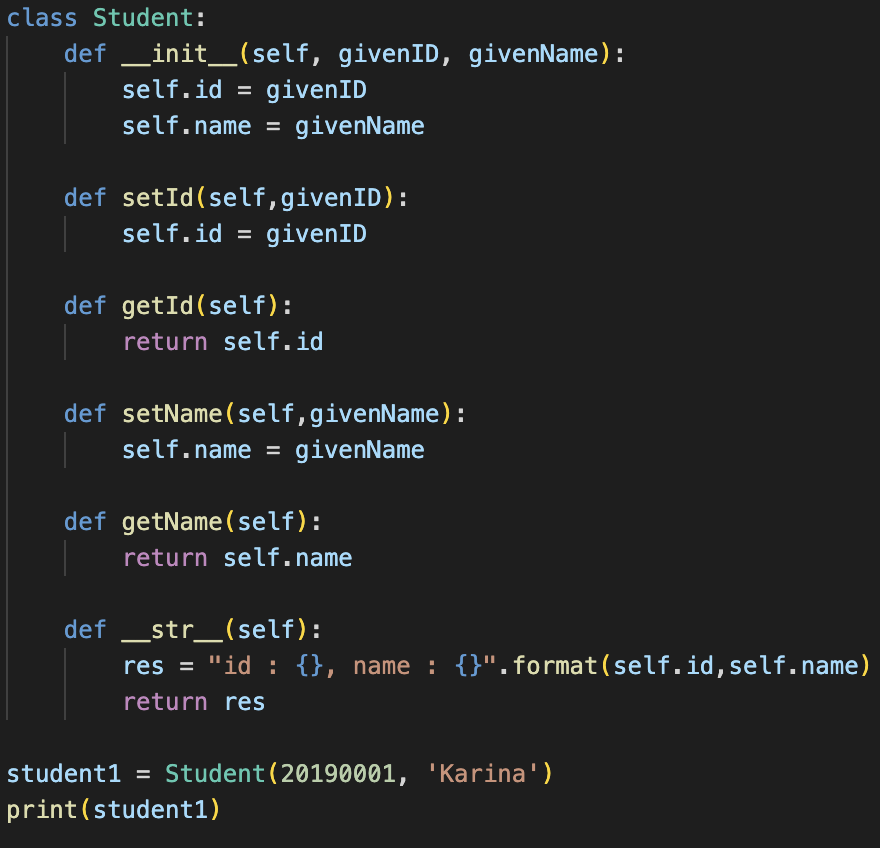 class Student:
    def __init__(self, givenID, givenName):
        self.id = givenID
        self.name = givenName

    def setId(self,givenID):
        self.id = givenID

    def getId(self):
        return self.id

    def setName(self,givenName):
        self.name = givenName

    def getName(self):
        return self.name

    def __str__(self):
        res = "id : {}, name : {}".format(self.id,self.name)
        return res

student1 = Student(20190001, 'Karina')
print(student1)